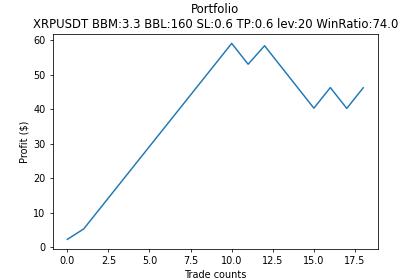 Portfolio
XRPUSDT BBM:3.3 BBL:160 SL:0.6 TP:0.6 lev:20 WinRatio:74.0
60
50
40
30
20
10
0
Profit ($)
0.0 2.5 5.0 7.5 10.0 12.5 15.0 17.5
Trade counts